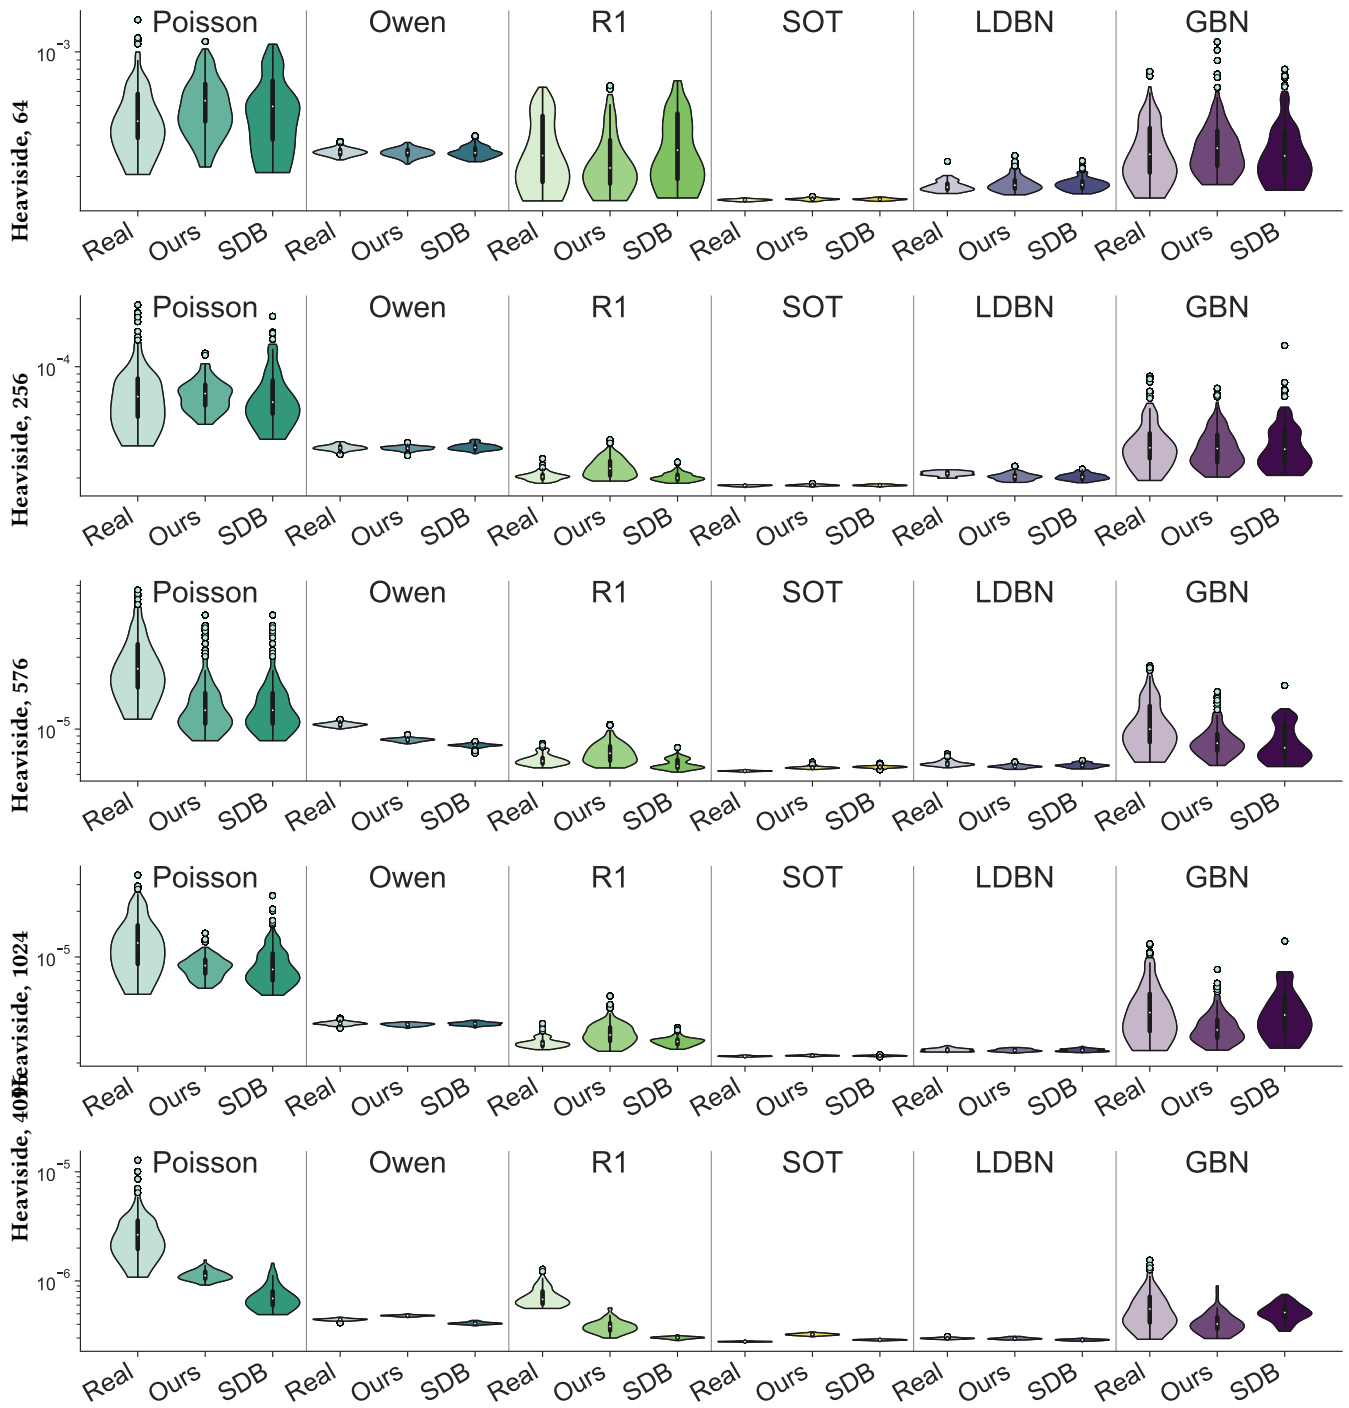 Poisson Owen R1 SOT LDBN GBN
10⁻³
Heaviside, 64
Real Ours SDB Real Ours SDB Real Ours SDB Real Ours SDB Real Ours SDB Real Ours SDB
Poisson Owen R1 SOT LDBN GBN
10⁻⁴
Heaviside, 256
Real Ours SDB Real Ours SDB Real Ours SDB Real Ours SDB Real Ours SDB Real Ours SDB
Poisson Owen R1 SOT LDBN GBN
10⁻⁵
Heaviside, 576
Real Ours SDB Real Ours SDB Real Ours SDB Real Ours SDB Real Ours SDB Real Ours SDB
Poisson Owen R1 SOT LDBN GBN
10⁻⁵
Heaviside, 1024
Real Ours SDB Real Ours SDB Real Ours SDB Real Ours SDB Real Ours SDB Real Ours SDB
Poisson Owen R1 SOT LDBN GBN
10⁻⁵
10⁻⁶
Heaviside,
Real Ours SDB Real Ours SDB Real Ours SDB Real Ours SDB Real Ours SDB Real Ours SDB